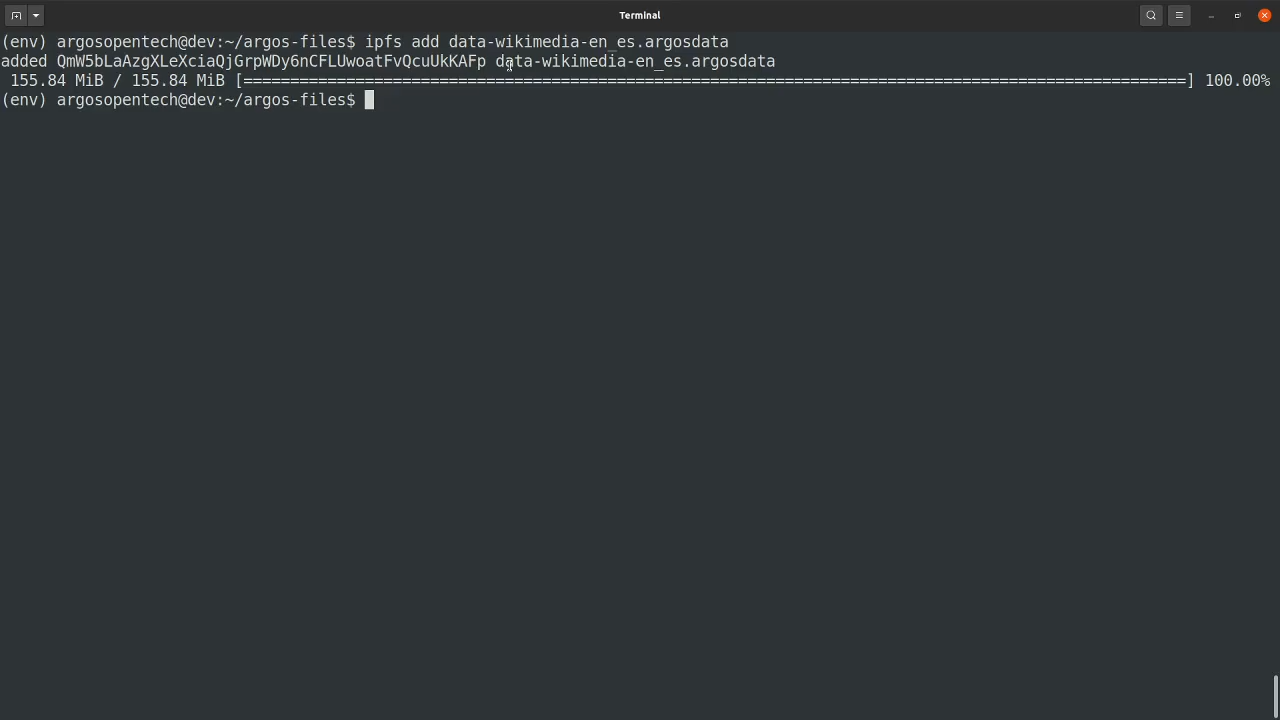 Terminal
(env) argosopentech@dev:~/argos-files$ ipfs add data-wikimedia-en_es.argosdata
added QmW5bLaAzgXLeXciaQjGrpWDy6nCFLUwoatFvQcuUkKAFp data-wikimedia-en_es.argosdata
155.84 MiB / 155.84 MiB [=====================================================================================================] 100.00%
(env) argosopentech@dev:~/argos-files$